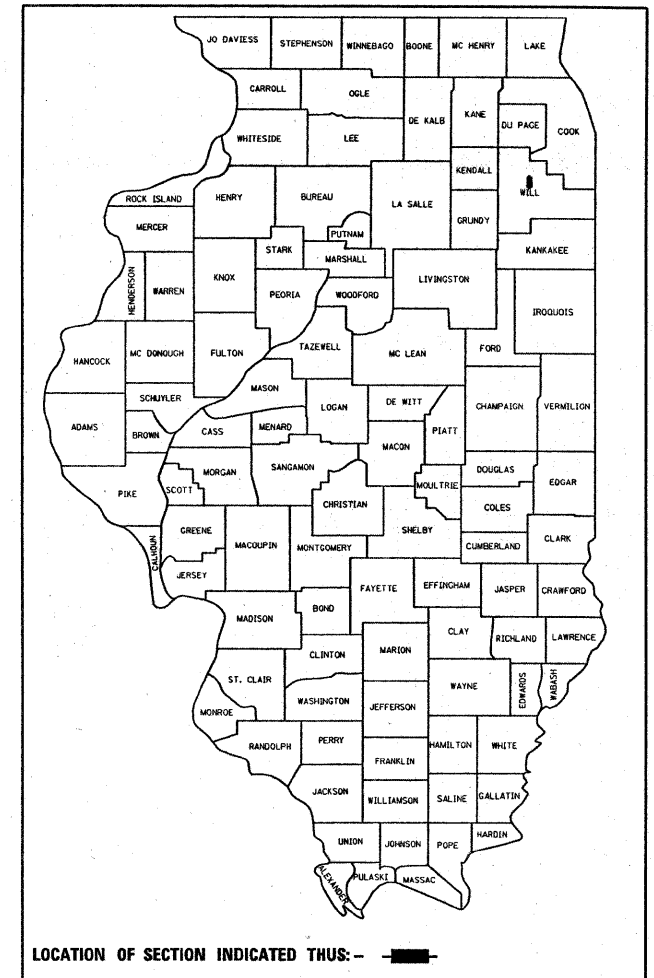 JO DAVIESS STEPHENSON WINNEBAGO BOONE MC HENRY LAKE
CARROLL OGLE DE KALB KANE DU PAGE COOK
WHITESIDE LEE
KENDALL WILL
ROCK ISLAND HENRY BUREAU LA SALLE GRUNDY
MERCER PUTNAM
STARK MARSHALL KANKAKEE
HENDERSON WARREN KNOX PEORIA WOODFORD LIVINGSTON IROQUOIS
HANCOCK MC DONOUGH FULTON TAZEWELL MC LEAN FORD
SCHUYLER MASON LOGAN DE WITT CHAMPAIGN VERMILION
ADAMS BROWN CASS MENARD MACON PIATT
MORGAN SANGAMON DOUGLAS EDGAR
PIKE SCOTT CHRISTIAN MOULTRIE COLES
GREENE MACOUPIN SHELBY CUMBERLAND CLARK
CALHOUN JERSEY MONTGOMERY
FAYETTE EFFINGHAM JASPER CRAWFORD
MADISON BOND
CLINTON MARION CLAY RICHLAND LAWRENCE
ST. CLAIR WAYNE EDWARDS WABASH
MONROE WASHINGTON JEFFERSON
RANDOLPH PERRY HAMILTON WHITE
FRANKLIN
JACKSON WILLIAMSON SALINE GALLATIN
UNION JOHNSON POPE HARDIN
ALEXANDER PULASKI MASSAC
LOCATION OF SECTION INDICATED THUS:- - -